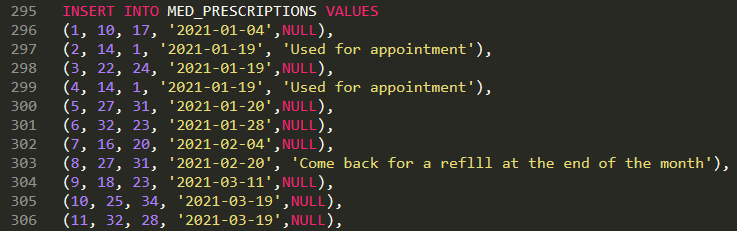 295 INSERT INTO MED_PRESCRIPTIONS VALUES
296 (1, 10, 17, '2021-01-04',NULL),
297 (2, 14, 1, '2021-01-19', 'Used for appointment'),
298 (3, 22, 24, '2021-01-19',NULL),
299 (4, 14, 1, '2021-01-19', 'Used for appointment'),
300 (5, 27, 31, '2021-01-20',NULL),
301 (6, 32, 23, '2021-01-28',NULL),
302 (7, 16, 20, '2021-02-04',NULL),
303 (8, 27, 31, '2021-02-20', 'Come back for a reflll at the end of the month'),
304 (9, 18, 23, '2021-03-11',NULL),
305 (10, 25, 34, '2021-03-19',NULL),
306 (11, 32, 28, '2021-03-19',NULL),